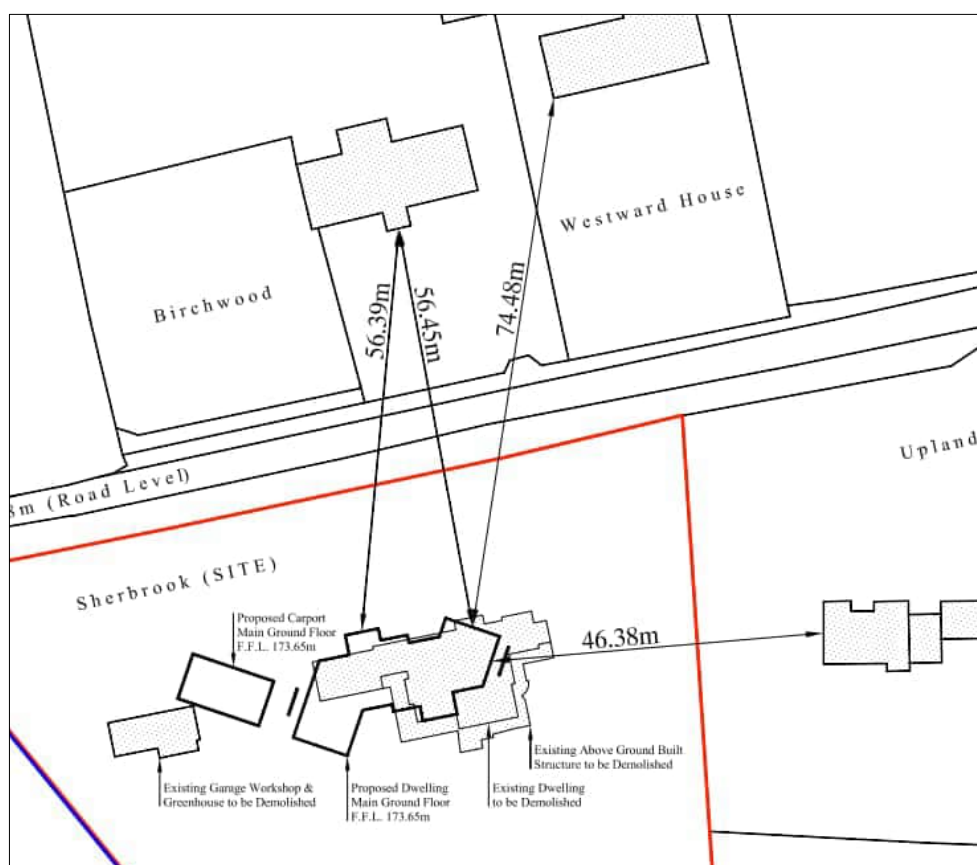 Westward House
Birchwood
56.39m
56.45m
74.48m
Upland
8m (Road Level)
Sherbrook (SITE)
Proposed Carport
Main Ground Floor
F.F.L. 173.65m
46.38m
Existing Garage Workshop &
Greenhouse to be Demolished
Proposed Dwelling
Main Ground Floor
F.F.L. 173.65m
Existing Dwelling
to be Demolished
Existing Above Ground Built
Structure to be Demolished